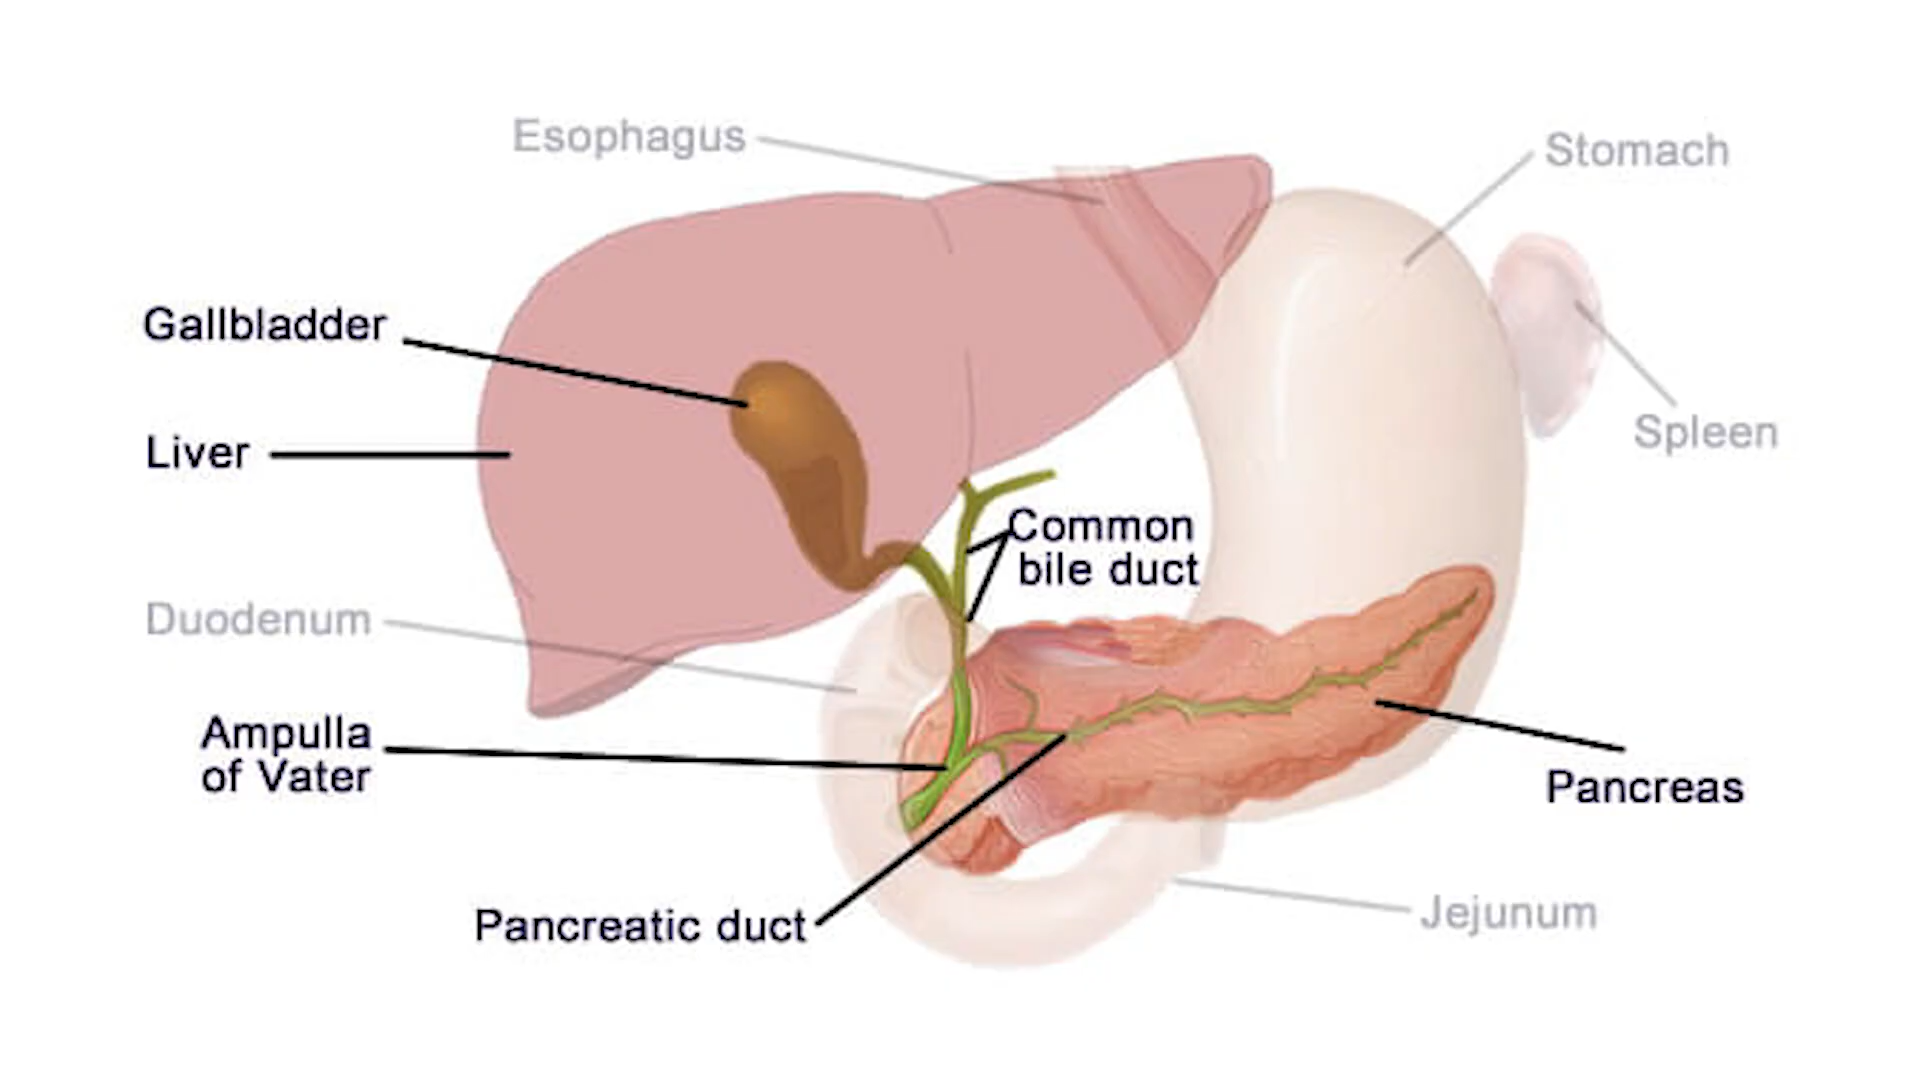 Esophagus
Stomach
Gallbladder
Liver
Spleen
Common
bile duct
Duodenum
Ampulla
of Vater
Pancreas
Pancreatic duct
Jejunum